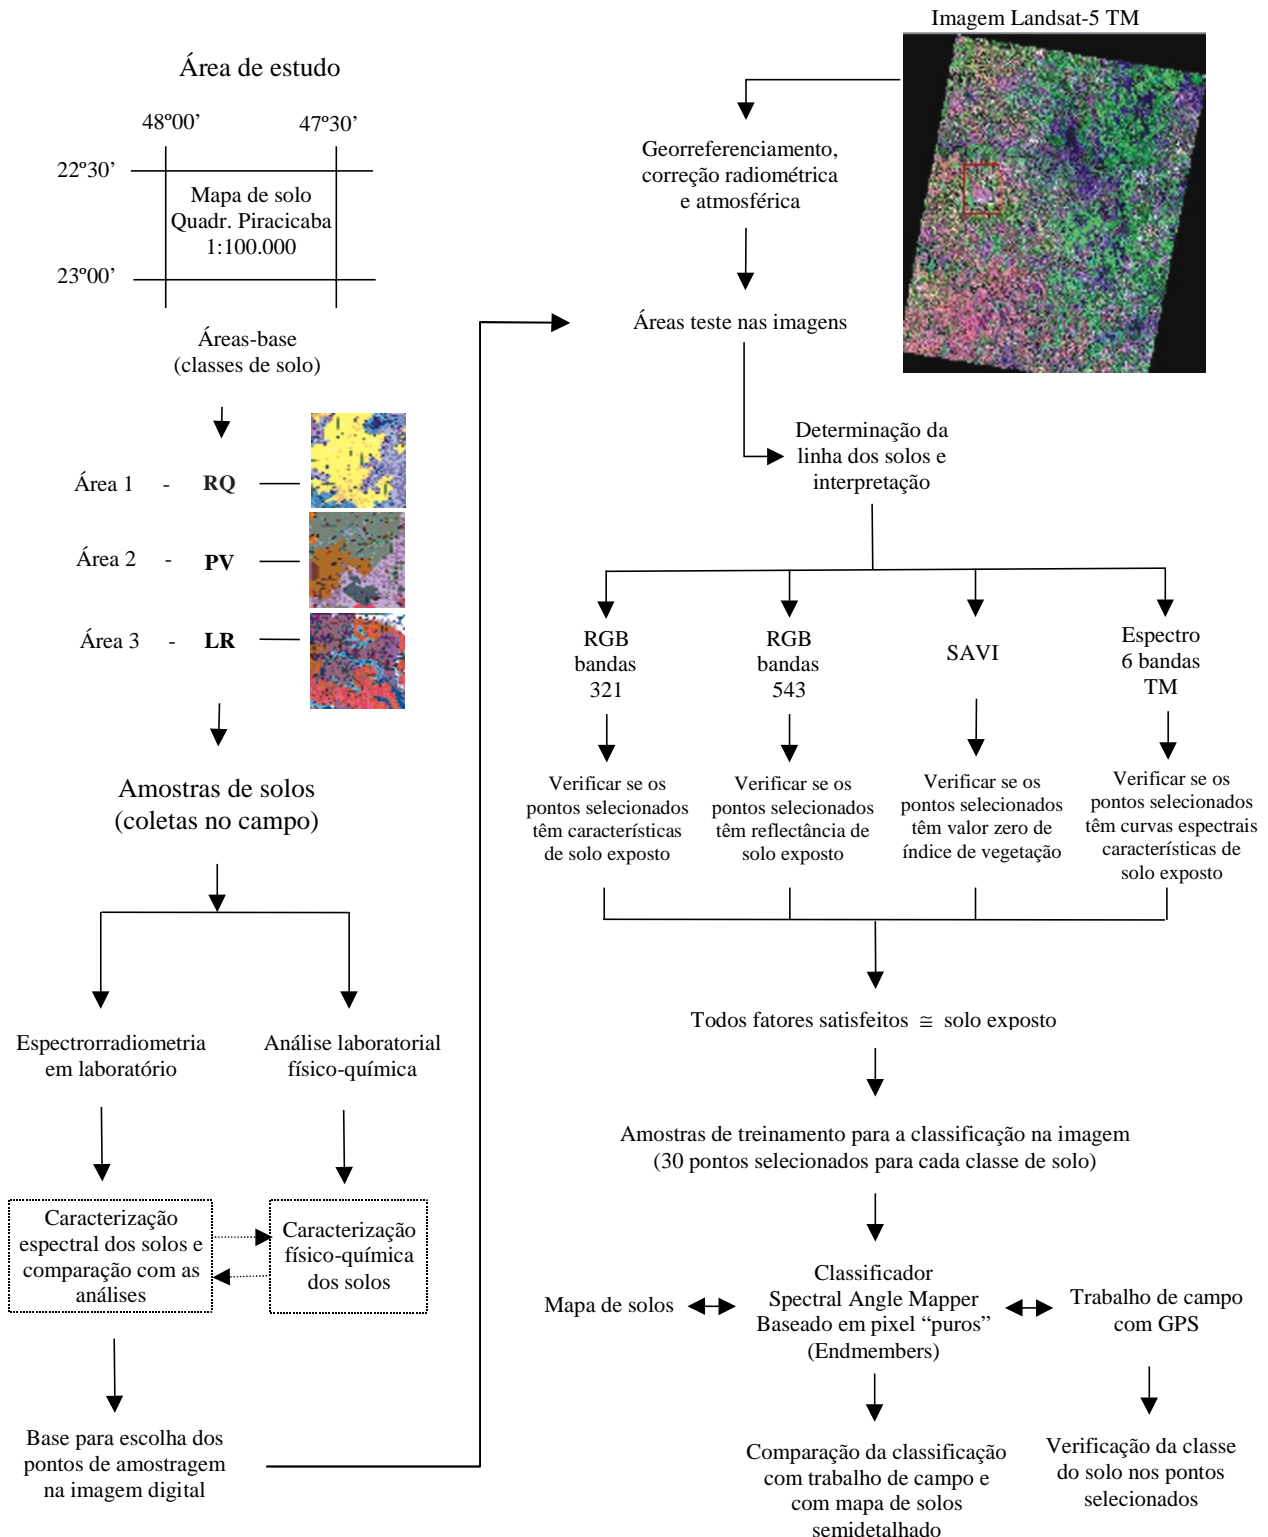 Imagem Landsat-5 TM
Área de estudo
48º00’
47º30’
22º30’
23º00’
Mapa de solo
Quadr. Piracicaba
1:100.000
Áreas-base
(classes de solo)
Área 1 - RQ
Área 2 - PV
Área 3 - LR
Amostras de solos
(coletas no campo)
Espectrorradiometria
em laboratório
Análise laboratorial
físico-química
Caracterização
espectral dos solos e
comparação com as
análises
Caracterização
físico-química
dos solos
Base para escolha dos
pontos de amostragem
na imagem digital
Georreferenciamento,
correção radiométrica
e atmosférica
Áreas teste nas imagens
Determinação da
linha dos solos e
interpretação
RGB
bandas
321
RGB
bandas
543
SAVI
Espectro
6 bandas
TM
Verificar se os
pontos selecionados
têm características
de solo exposto
Verificar se os
pontos selecionados
têm reflectância de
solo exposto
Verificar se os
pontos selecionados
têm valor zero de
índice de vegetação
Verificar se os
pontos selecionados
têm curvas espectrais
características de
solo exposto
Todos fatores satisfeitos ≅ solo exposto
Amostras de treinamento para a classificação na imagem
(30 pontos selecionados para cada classe de solo)
Mapa de solos
Classificador
Spectral Angle Mapper
Baseado em pixel “puros”
(Endmembers)
Trabalho de campo
com GPS
Comparação da classificação
com trabalho de campo e
com mapa de solos
semidetalhado
Verificação da classe
do solo nos pontos
selecionados